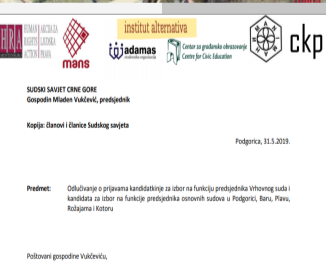 HRA HUMAN RIGHTS ACTION AKCIJA ZA LJUDSKA PRAVA
mans
institut alternativa
adamas
Centar za građansko obrazovanje
Centre for Civic Education
ckp
SUDSKI SAVJET CRNE GORE
Gospodin Mladen Vukčević, predsjednik
Kopija: članovi i članice Sudskog savjeta
Podgorica, 31.5.2019.
Predmet: Odlučivanje o prijavama kandidatkinje za izbor na funkciju predsjednika Vrhovnog suda i
kandidata za izbor na funkcije predsjednika osnovnih sudova u Podgorici, Baru, Plavu,
Rožajama i Kotoru
Poštovani gospodine Vukčeviću,